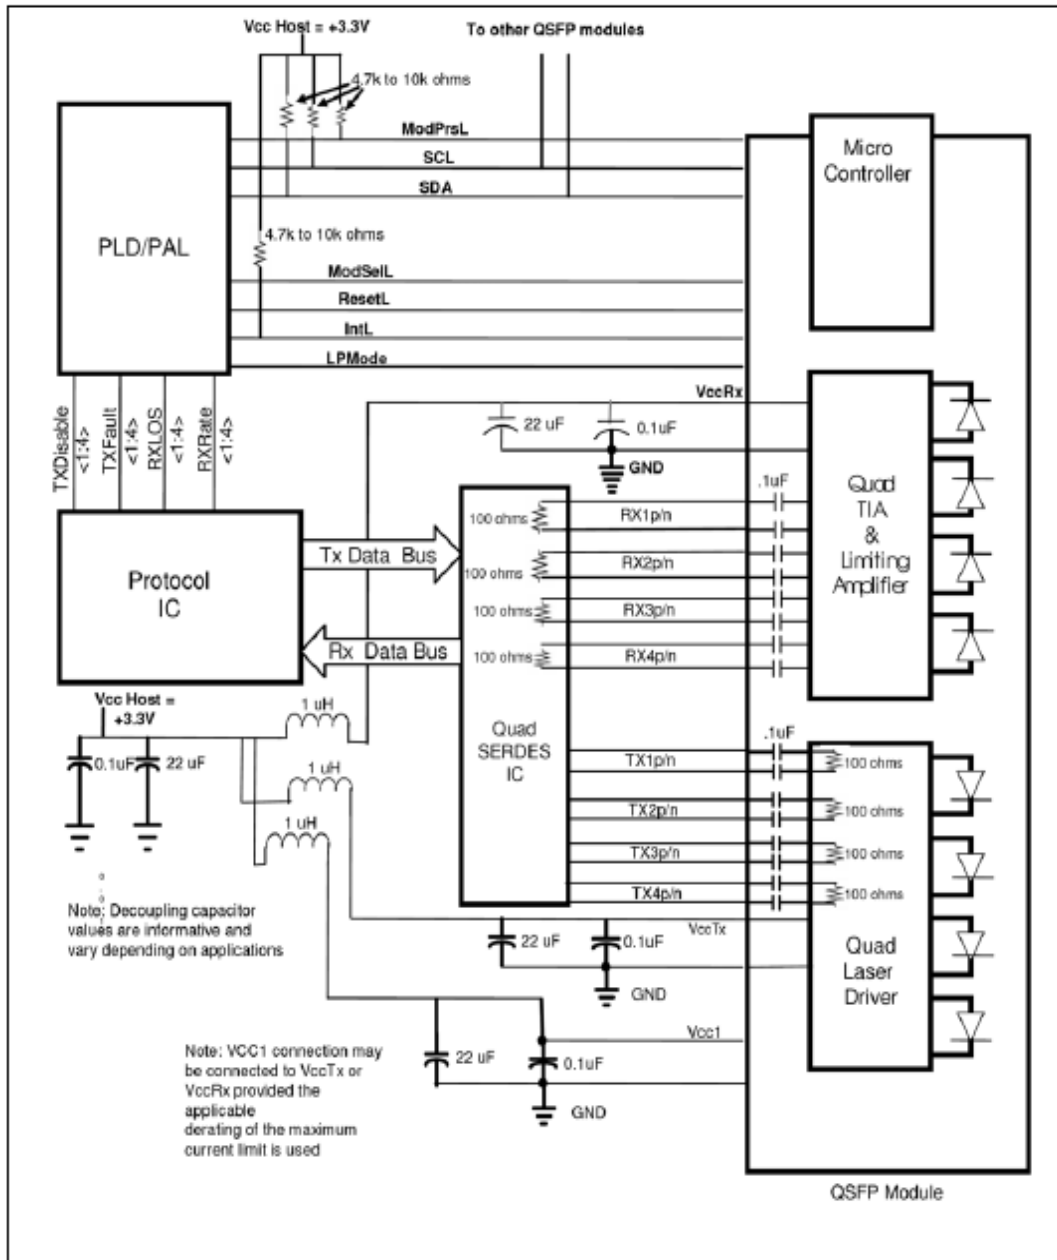 Vcc Host = +3.3V
To other QSFP modules
4.7k to 10k ohms
ModPrsL
SCL
SDA
Micro
Controller
PLD/PAL
4.7k to 10k ohms
ModSelL
ResetL
IntL
LPMode
VccRx
TXDisable
<1:4>
TXFault
<1:4>
RXLOS
<1:4>
RXRate
<1:4>
22 uF
0.1uF
GND
.1uF
Quad
TIA
&
Limiting
Amplifier
100 ohms
RX1p/n
Tx Data Bus
100 ohms
RX2p/n
Protocol
IC
100 ohms
RX3p/n
Rx Data Bus
100 ohms
RX4p/n
Vcc Host =
+3.3V
1 uH
Quad
SERDES
IC
.1uF
0.1uF
22 uF
TX1p/n
100 ohms
1 uH
TX2p/n
100 ohms
1 uH
TX3p/n
100 ohms
TX4p/n
100 ohms
Note: Decoupling capacitor
values are informative and
vary depending on applications
22 uF
0.1uF
VccTx
Quad
Laser
Driver
GND
Vcc1
Note: VCC1 connection may
be connected to VccTx or
VccRx provided the
applicable
derating of the maximum
current limit is used
22 uF
0.1uF
GND
QSFP Module